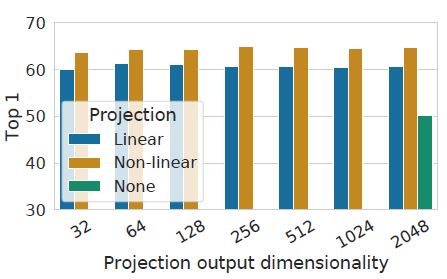 70
60
50
40
30
Top 1
Projection
Linear
Non-linear
None
32 64 128 256 512 1024 2048
Projection output dimensionality